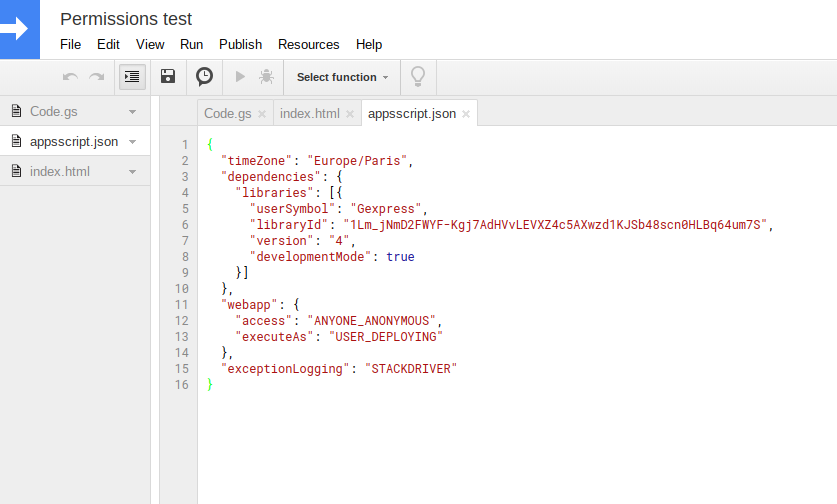 Permissions test
File Edit View Run Publish Resources Help
Select function
Code.gs
appsscript.json
index.html
Code.gs × index.html × appsscript.json ×
1 {
2 "timeZone": "Europe/Paris",
3 "dependencies": {
4 "libraries": [{
5 "userSymbol": "Gexpress",
6 "libraryId": "1Lm_jNmD2FWYF-Kgj7AdHVvLEVXZ4c5AXwzd1KJSb48scn0HLBq64um7S",
7 "version": "4",
8 "developmentMode": true
9 }]
10 },
11 "webapp": {
12 "access": "ANYONE_ANONYMOUS",
13 "executeAs": "USER_DEPLOYING"
14 },
15 "exceptionLogging": "STACKDRIVER"
16 }